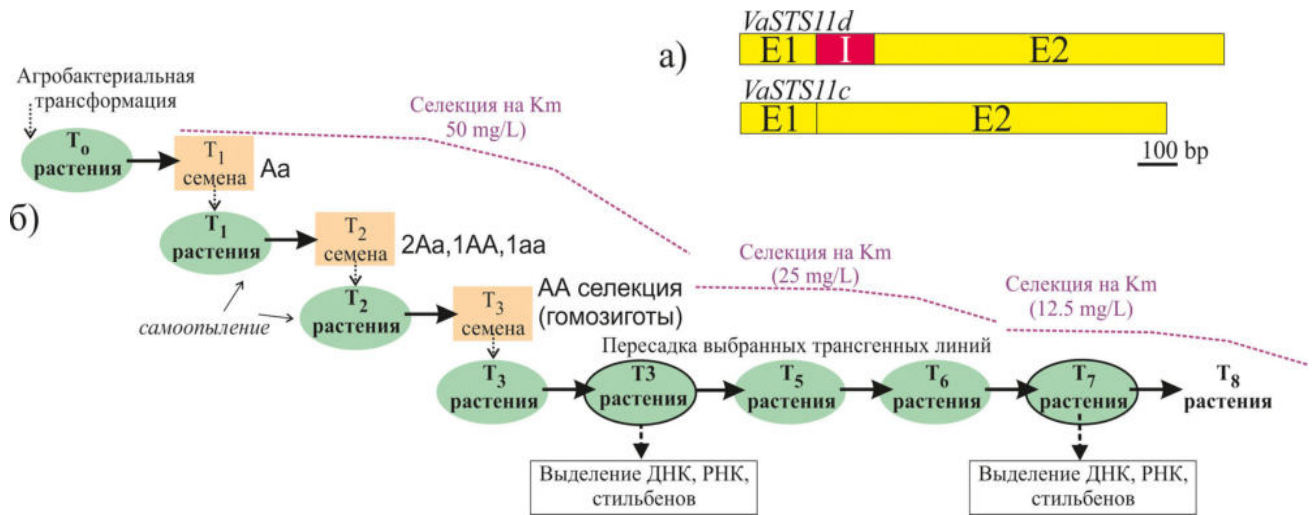 а)
VaSTS11d
E1 I E2
VaSTS11c
E1 E2
100 bp
б)
Агробактериальная
трансформация
T0
растения
T1
семена
Aa
Селекция на Km
50 mg/L)
T1
растения
T2
семена
2Aa,1AA,1aa
самоопыление
T2
растения
T3
семена
АА селекция
(гомозиготы)
Селекция на Km
(25 mg/L)
Селекция на Km
(12.5 mg/L)
Пересадка выбранных трансгенных линий
T3
растения
T3
растения
T5
растения
T6
растения
T7
растения
T8
растения
Выделение ДНК, РНК,
стильбенов
Выделение ДНК, РНК,
стильбенов